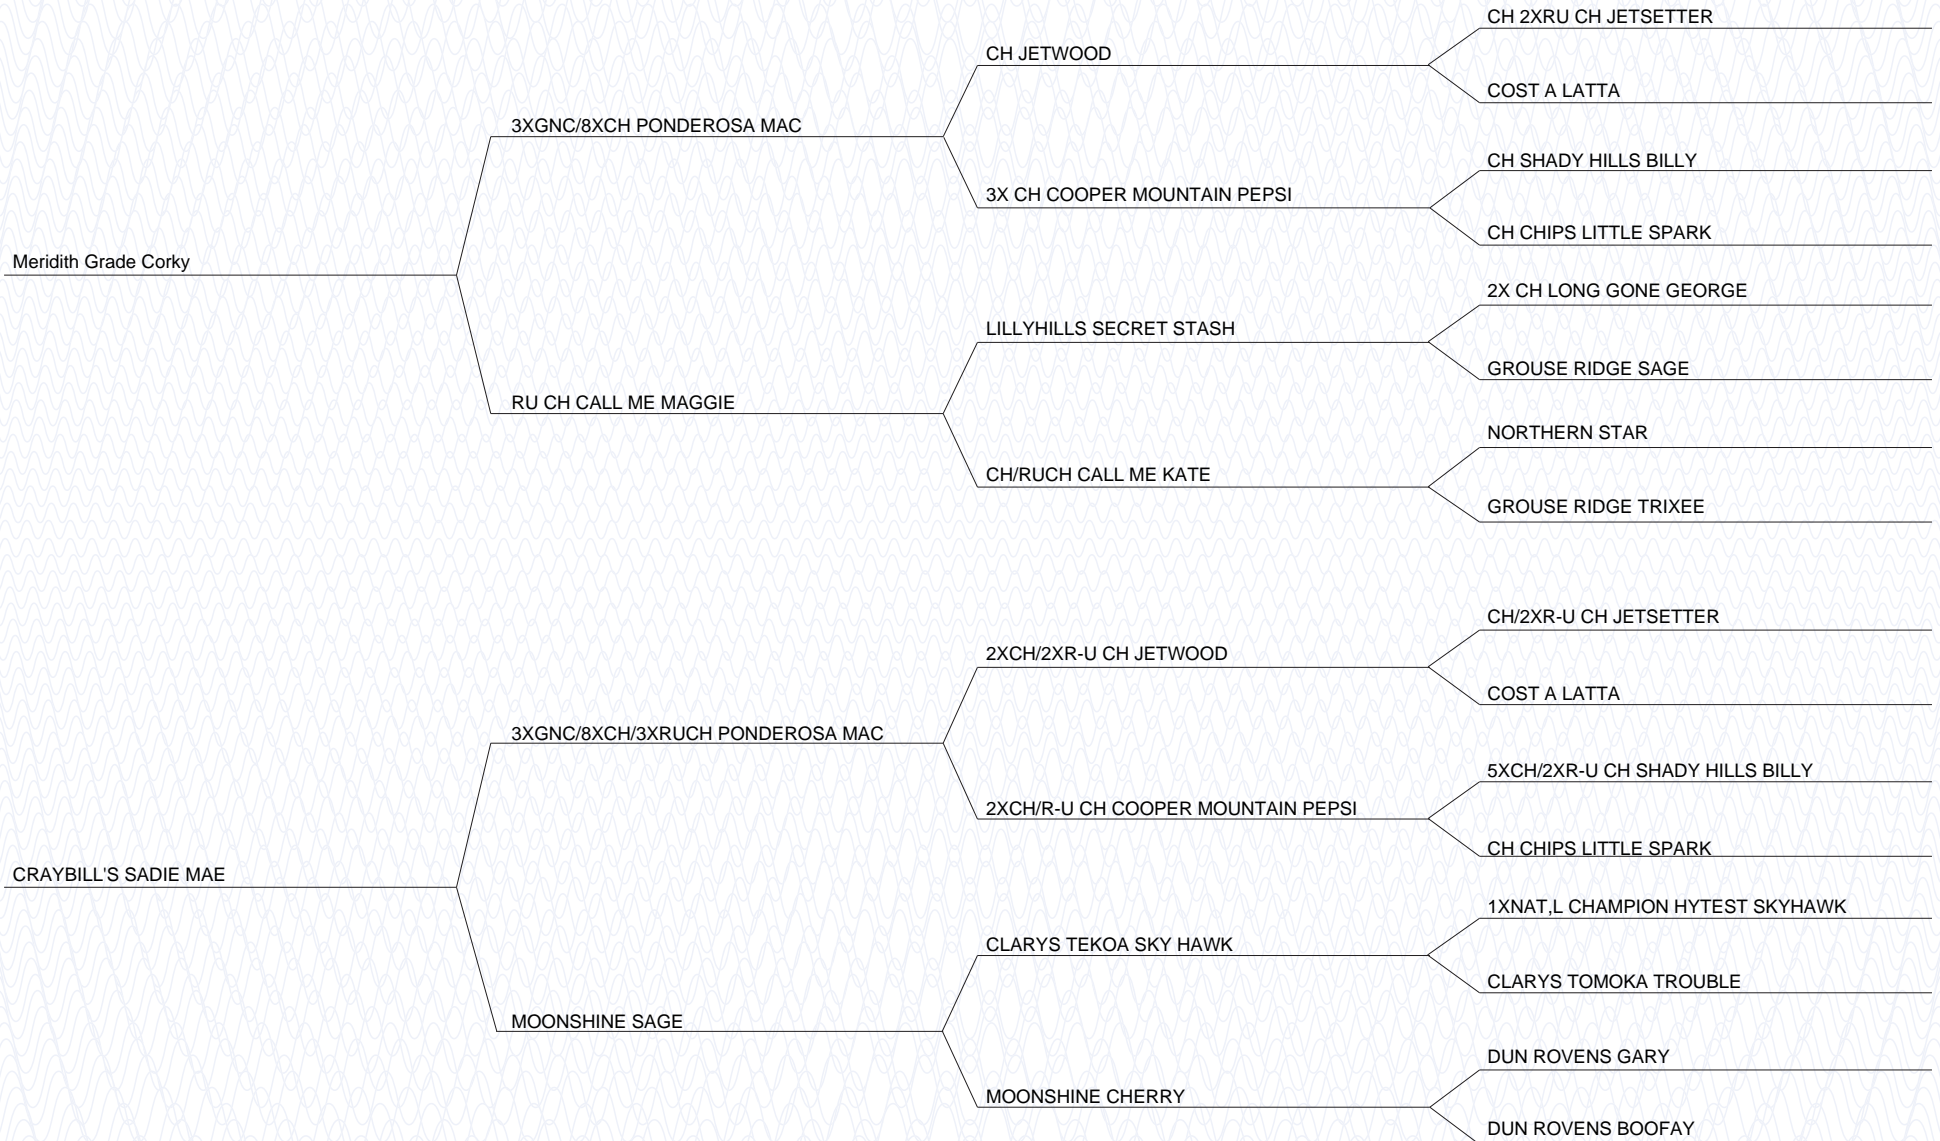 CH 2XRU CH JETSETTER
CH JETWOOD
COST A LATTA
3XGNC/8XCH PONDEROSA MAC
CH SHADY HILLS BILLY
3X CH COOPER MOUNTAIN PEPSI
CH CHIPS LITTLE SPARK
Meridith Grade Corky
2X CH LONG GONE GEORGE
LILLYHILLS SECRET STASH
GROUSE RIDGE SAGE
RU CH CALL ME MAGGIE
NORTHERN STAR
CH/RUCH CALL ME KATE
GROUSE RIDGE TRIXEE
CH/2XR-U CH JETSETTER
2XCH/2XR-U CH JETWOOD
COST A LATTA
3XGNC/8XCH/3XRUCH PONDEROSA MAC
5XCH/2XR-U CH SHADY HILLS BILLY
2XCH/R-U CH COOPER MOUNTAIN PEPSI
CH CHIPS LITTLE SPARK
CRAYBILL'S SADIE MAE
1XNAT,L CHAMPION HYTEST SKYHAWK
CLARYS TEKOA SKY HAWK
CLARYS TOMOKA TROUBLE
MOONSHINE SAGE
DUN ROVENS GARY
MOONSHINE CHERRY
DUN ROVENS BOOFAY